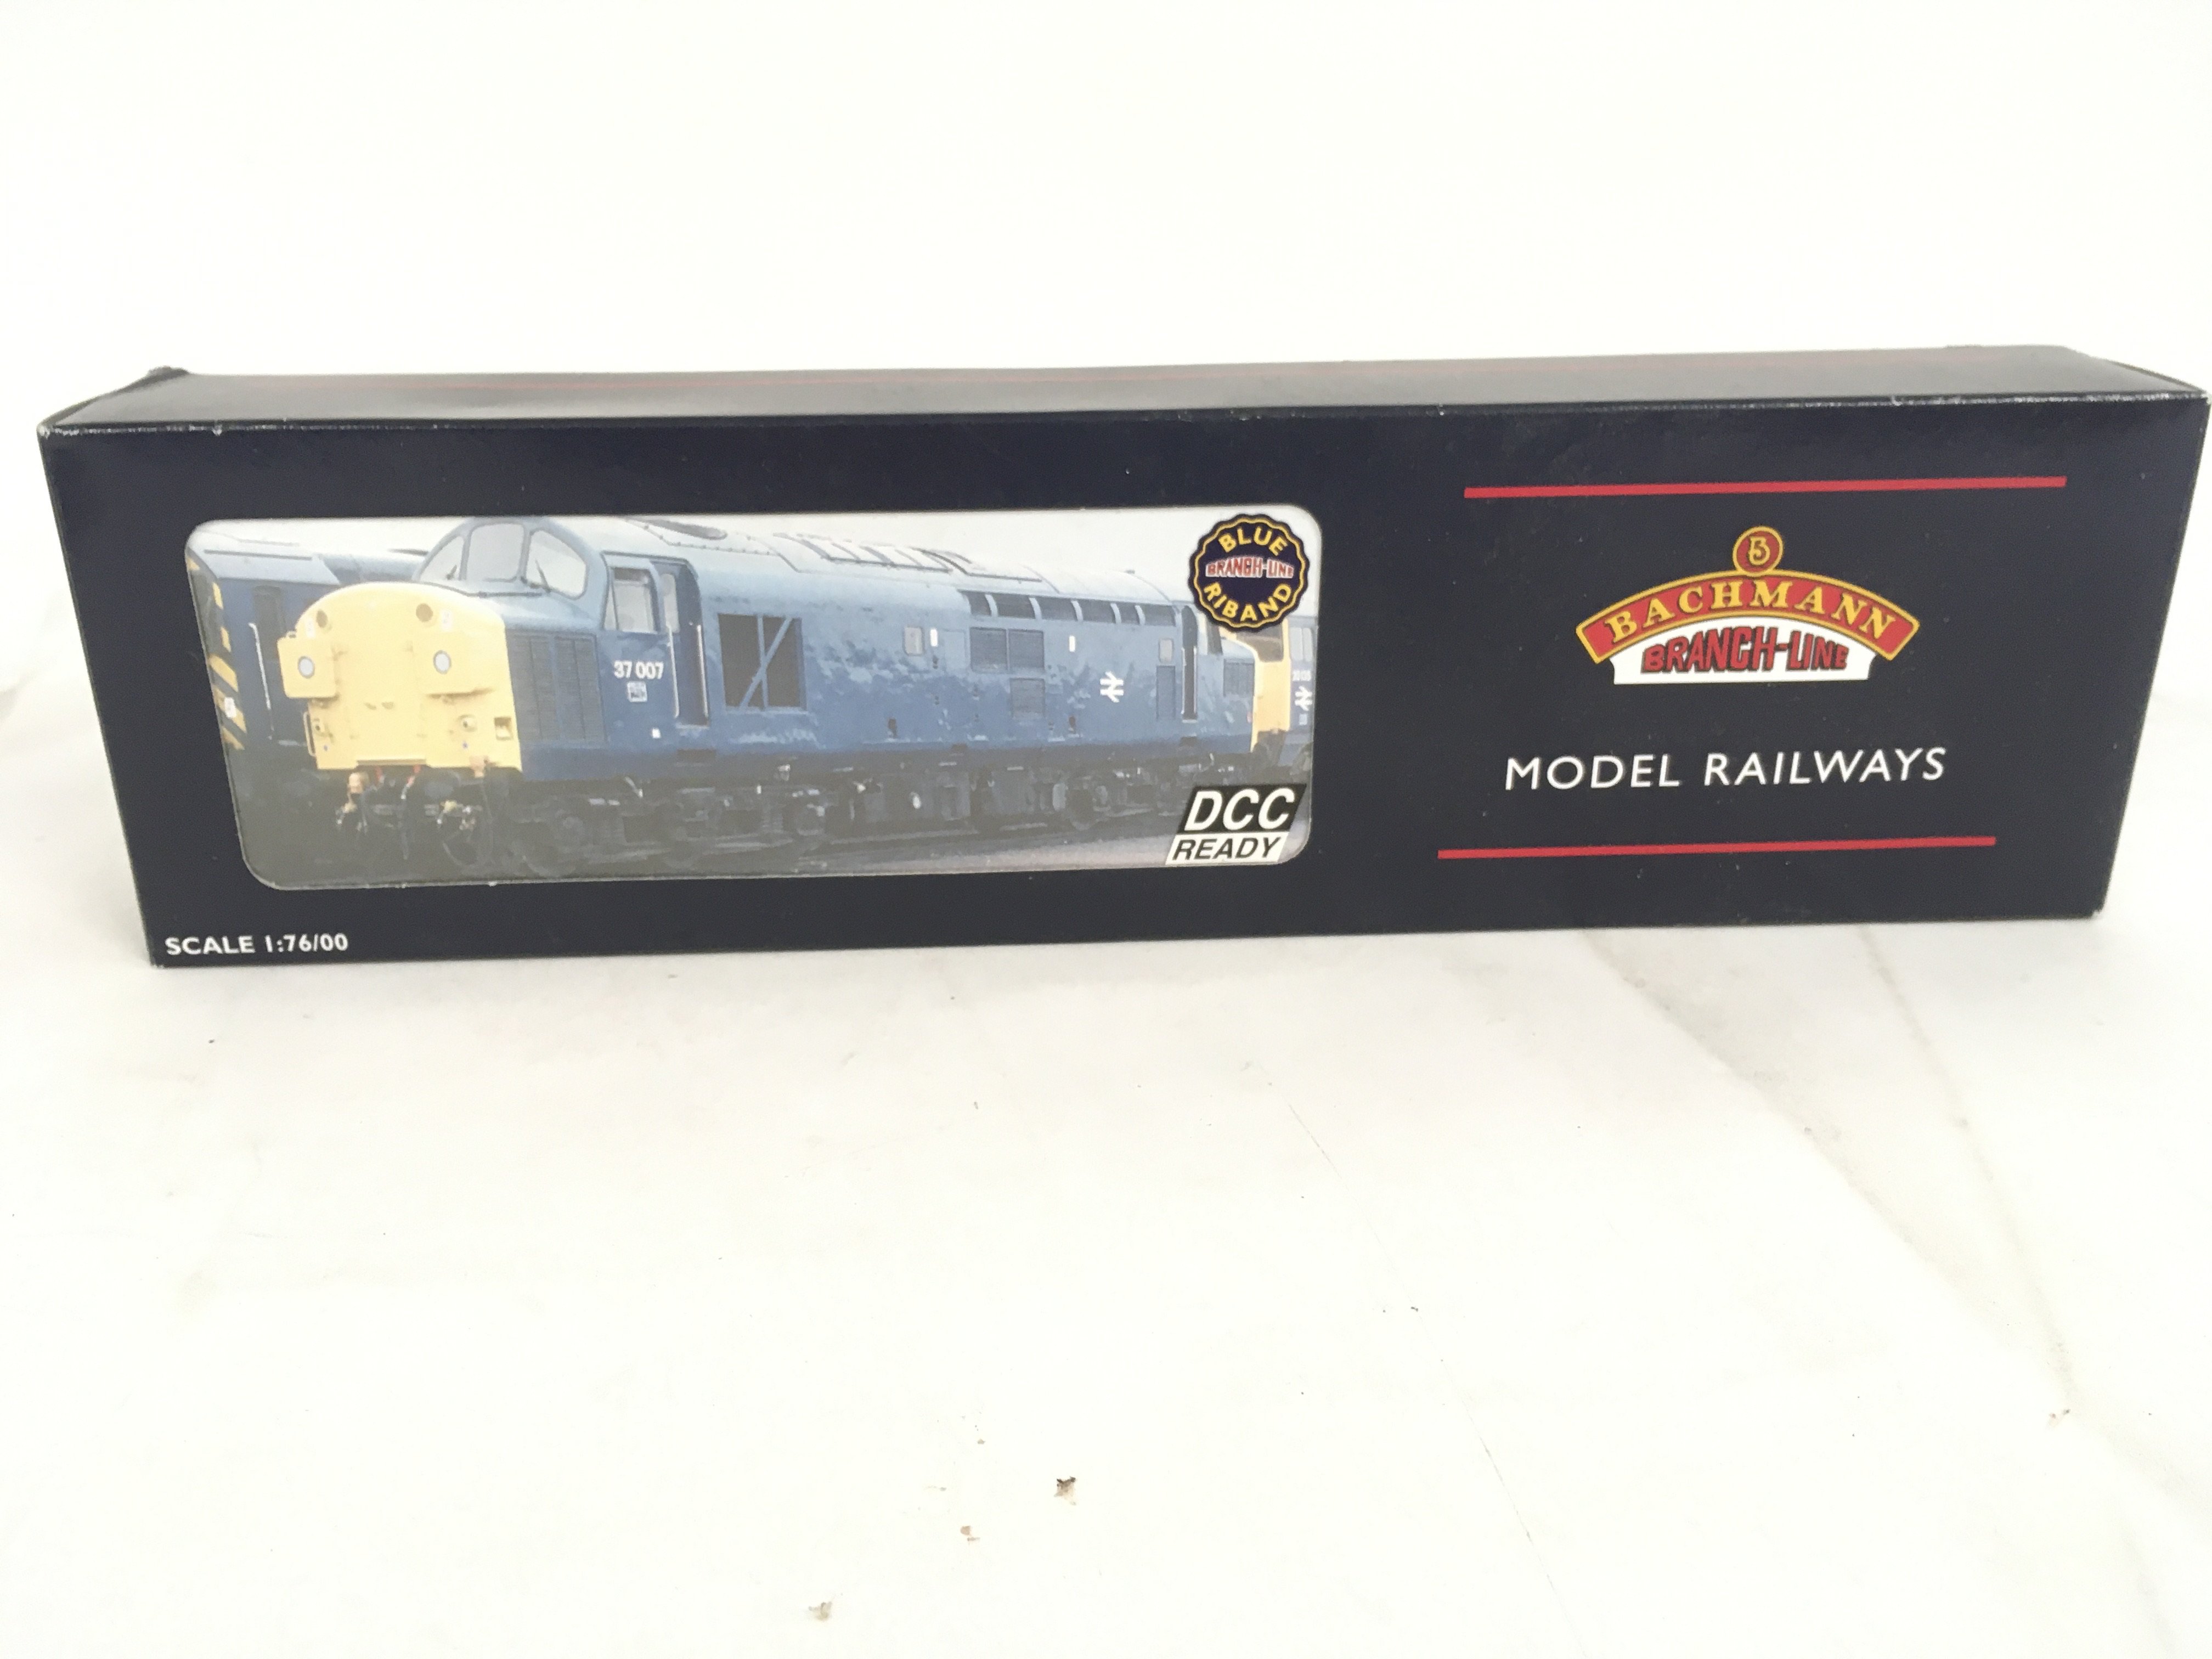 37 007
BLUE
BRANCH-LINE
RIBAND
DCC
READY
SCALE 1:76/00
B
BACHMANN
BRANCH-LINE
MODEL RAILWAYS